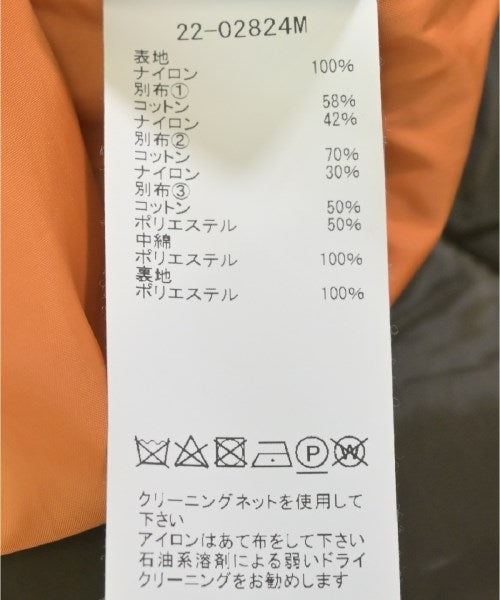 22-02824M
表地
ナイロン 100%
別布①
コットン 58%
ナイロン 42%
別布②
コットン 70%
ナイロン 30%
別布③
コットン 50%
ポリエステル 50%
中綿
ポリエステル 100%
裏地
ポリエステル 100%
P W
クリーニングネットを使用して
下さい
アイロンはあて布をして下さい
石油系溶剤による弱いドライ
クリーニングをお勧めします